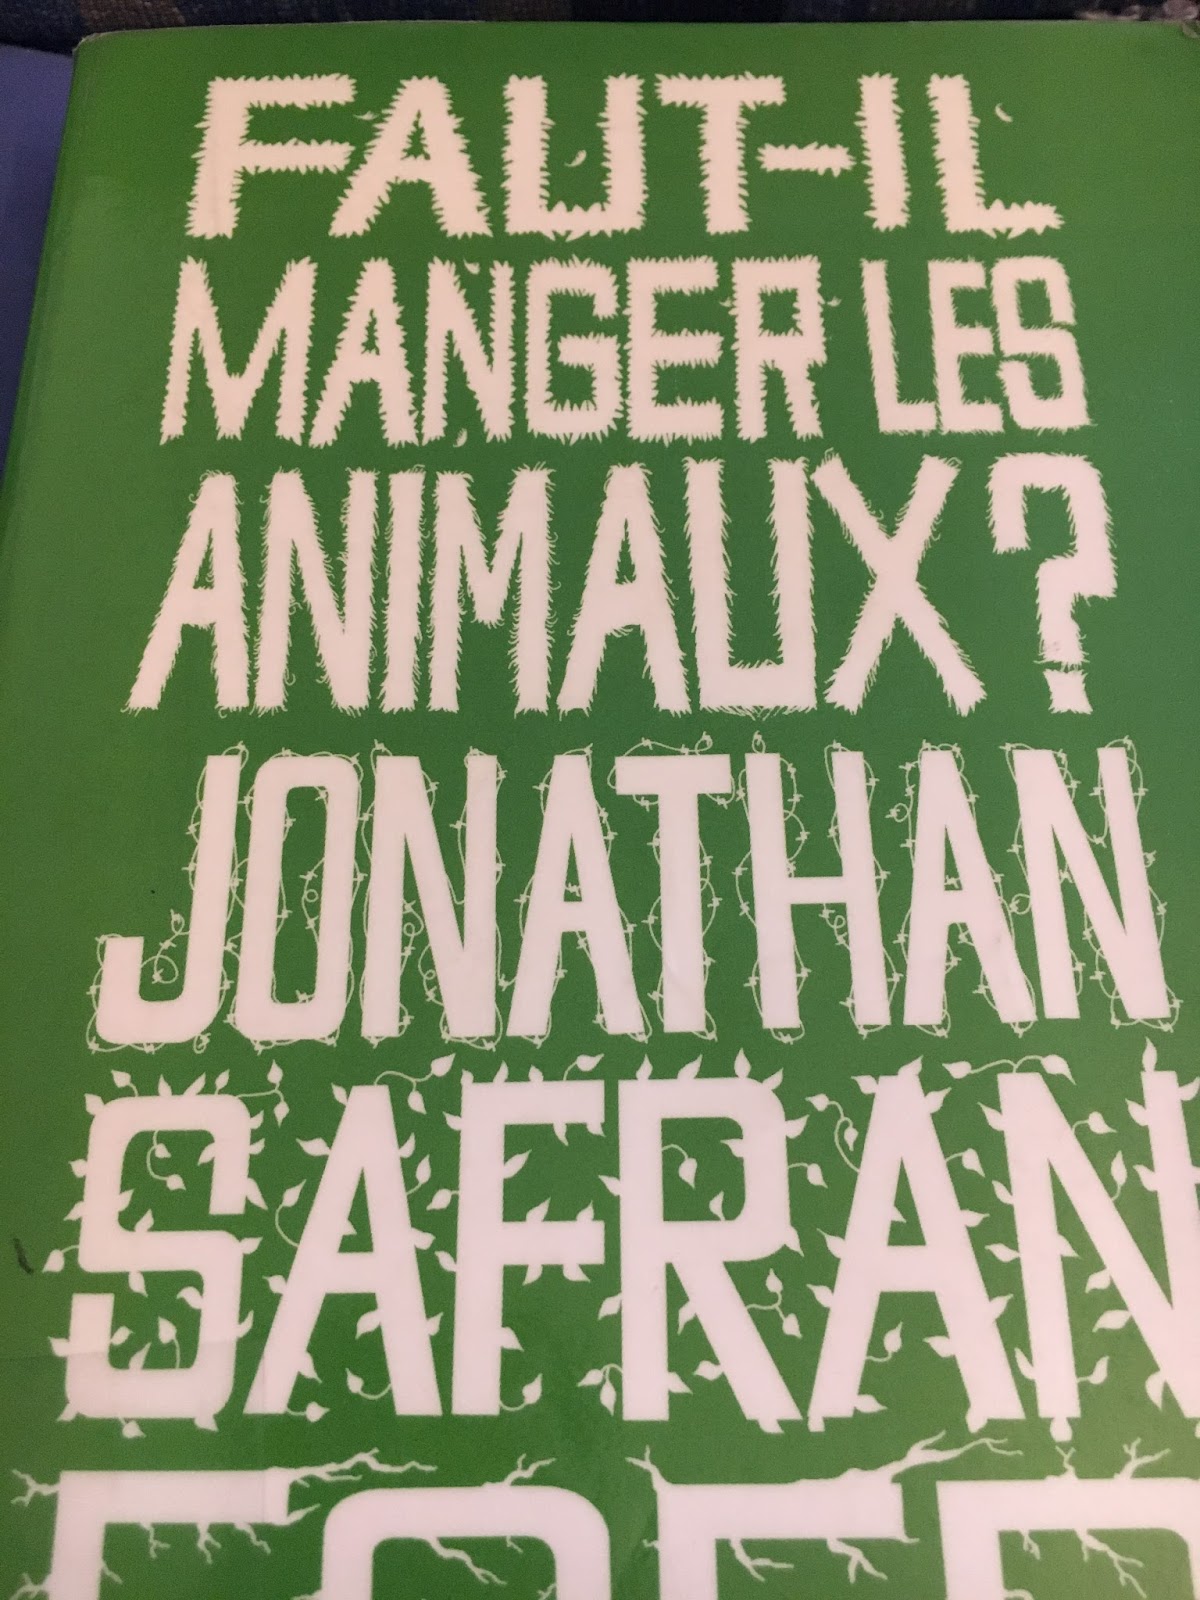 FAUT-IL
MANGER LES
ANIMAUX ?
JONATHAN
SAFRAN